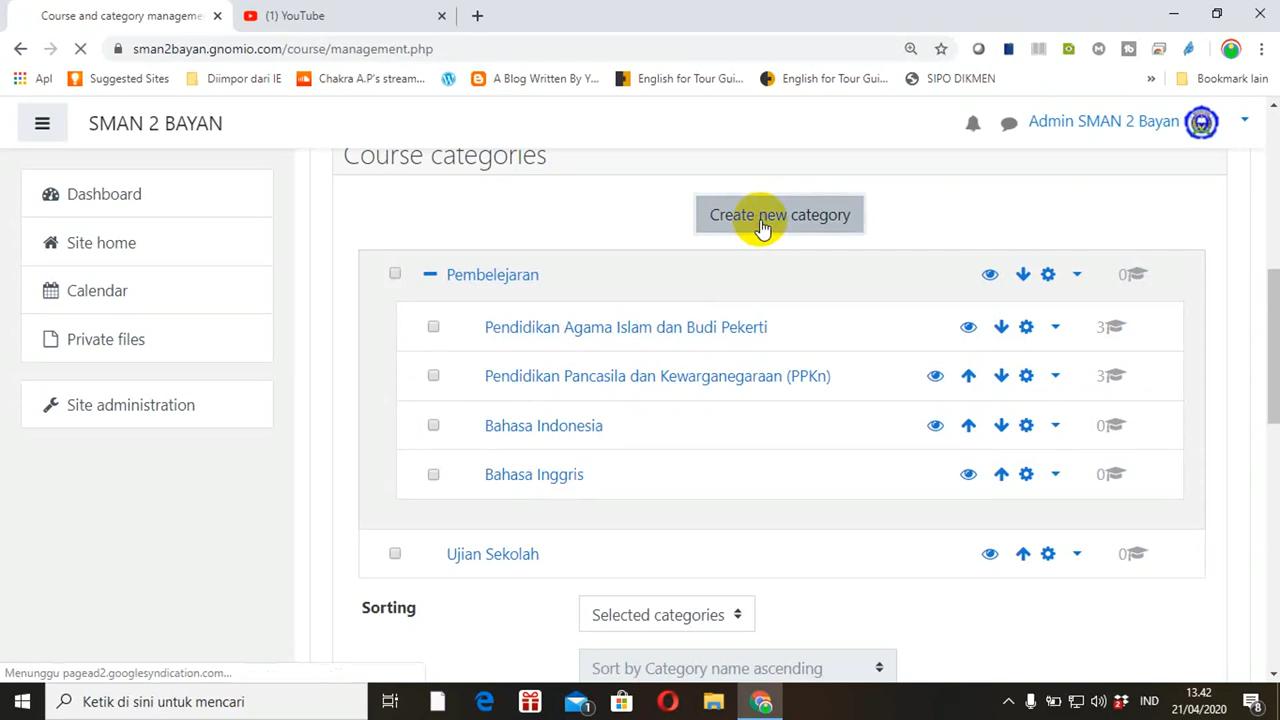 Course and category manageme
(1) YouTube
sman2bayan.gnomio.com/course/management.php
Apl
Suggested Sites
Diimpor dari IE
Chakra A.P's stream...
A Blog Written By Y...
English for Tour Gui...
English for Tour Gui...
SIPO DIKMEN
Bookmark lain
SMAN 2 BAYAN
Admin SMAN 2 Bayan
Dashboard
Site home
Calendar
Private files
Site administration
Course categories
Create new category
Pembelejaran
0
Pendidikan Agama Islam dan Budi Pekerti
3
Pendidikan Pancasila dan Kewarganegaraan (PPKn)
3
Bahasa Indonesia
0
Bahasa Inggris
0
Ujian Sekolah
0
Sorting
Selected categories
Sort by Category name ascending
Menunggu pagead2.googlesyndication.com...
Ketik di sini untuk mencari
1
IND
13.42
21/04/2020
8